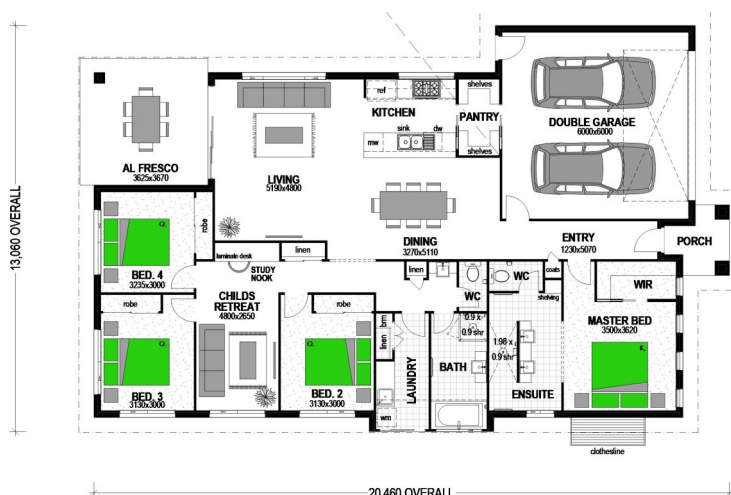 shelves
ref
KITCHEN
PANTRY
DOUBLE GARAGE
6000x6000
sink
dw
mw
shelves
AL FRESCO
3625x3670
LIVING
5190x4800
13,060 OVERALL
robe
DINING
3270x5110
ENTRY
1230x5070
PORCH
laminate desk
linen
BED. 4
3235x3000
STUDY
NOOK
linen
WC
WC
coats
WIR
robe
CHILDS
RETREAT
4800x2650
robe
shelving
MASTER BED
3500x3620
brm
linen
0.9 x
0.9 shr
1.98 x
0.9 shr
Q.
Q.
Q.
K.
LAUNDRY
BATH
BED. 3
3130x3000
BED. 2
3130x3000
wm
ENSUITE
clothesline
20,460 OVERALL